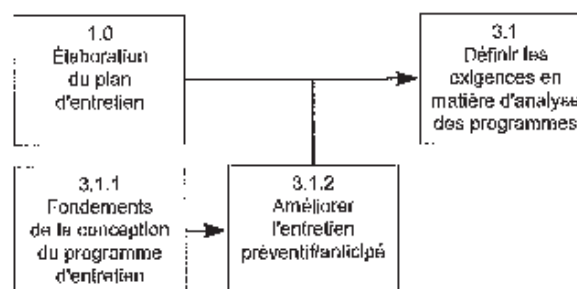 1.0
Élaboration
du plan
d'entretien
3.1
Définir les
exigences en
matière d'analyse
des programmes
3.1.1
Fondements
de la conception
du programme
d'entretien
3.1.2
Améliorer
l'entretien
préventif/anticipé